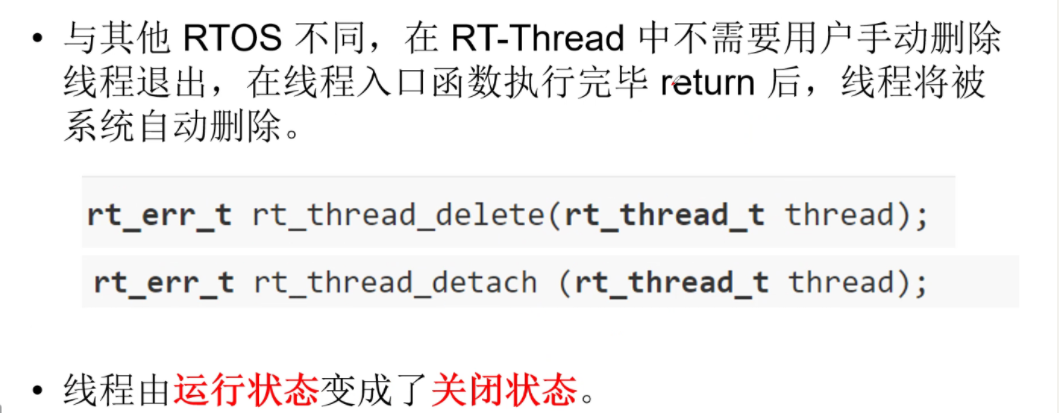 • 与其他 RTOS 不同，在 RT-Thread 中不需要用户手动删除
线程退出，在线程入口函数执行完毕 return 后，线程将被
系统自动删除。
rt_err_t rt_thread_delete(rt_thread_t thread);
rt_err_t rt_thread_detach (rt_thread_t thread);
• 线程由运行状态变成了关闭状态。